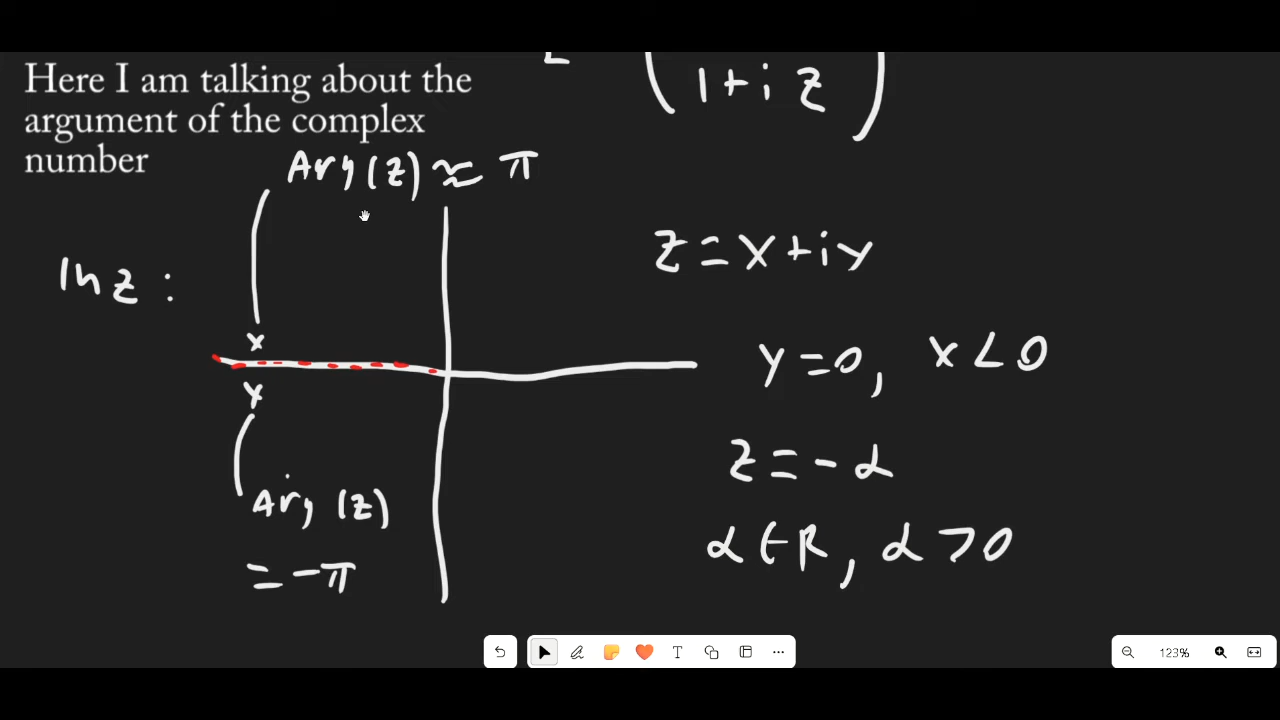 Here I am talking about the
argument of the complex
number
1+i z
Arg(z) ≈ π
z = x+iy
ln z :
x
y=0, x<0
x
z = -α
Arg (z)
= -π
α ∈ R, α >0
T
123%